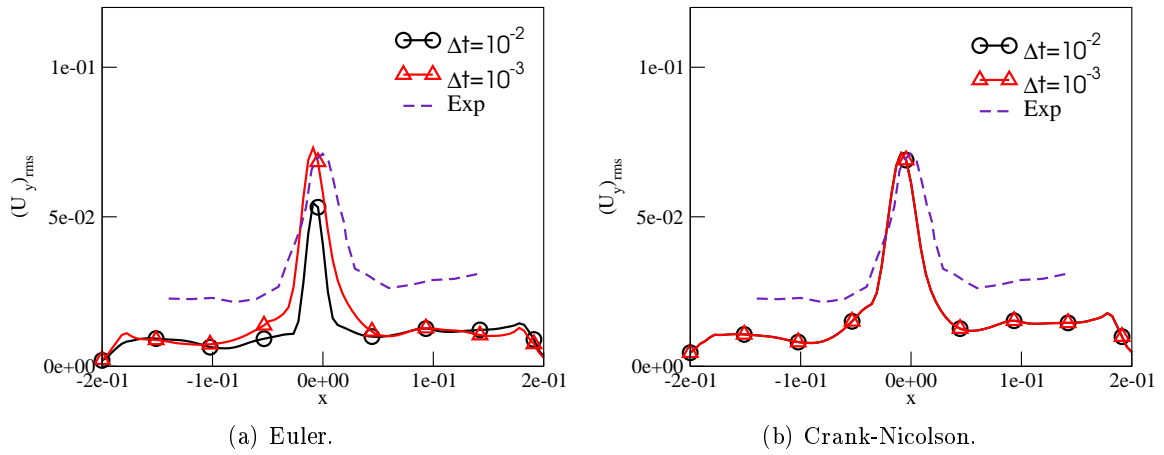 Δt=10⁻²
Δt=10⁻³
Exp
1e-01
5e-02
0e+00
(U_y)_rms
-2e-01 -1e-01 0e+00 1e-01 2e-01
x
(a) Euler.
Δt=10⁻²
Δt=10⁻³
Exp
1e-01
5e-02
0e+00
(U_y)_rms
-2e-01 -1e-01 0e+00 1e-01 2e-01
x
(b) Crank-Nicolson.